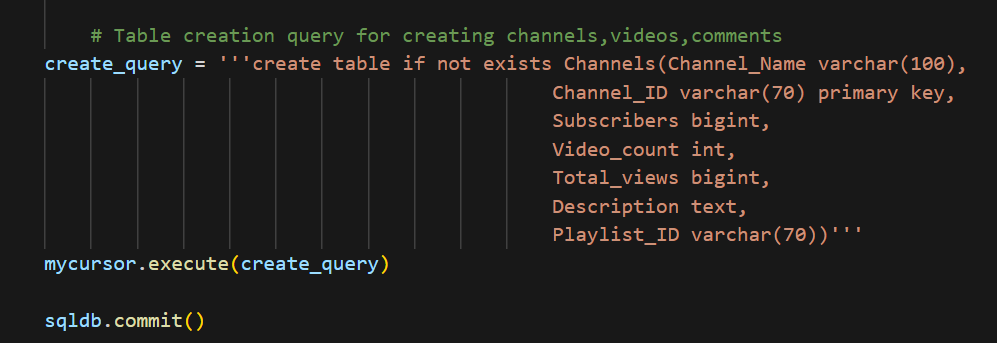 # Table creation query for creating channels,videos,comments
create_query = '''create table if not exists Channels(Channel_Name varchar(100),
Channel_ID varchar(70) primary key,
Subscribers bigint,
Video_count int,
Total_views bigint,
Description text,
Playlist_ID varchar(70))'''
mycursor.execute(create_query)
sqldb.commit()